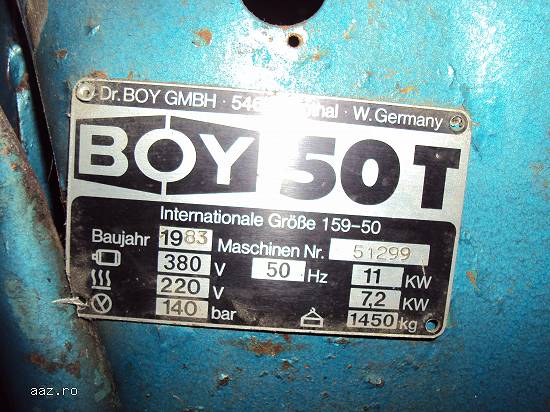 Dr. BOY GMBH · thal · W. Germany
BOY 50T
Internationale Größe 159-50
Baujahr 1983 Maschinen Nr. 51299
380 V 50 Hz 11 KW
220 V 7,2 KW
140 bar 1450 kg
aaz.ro